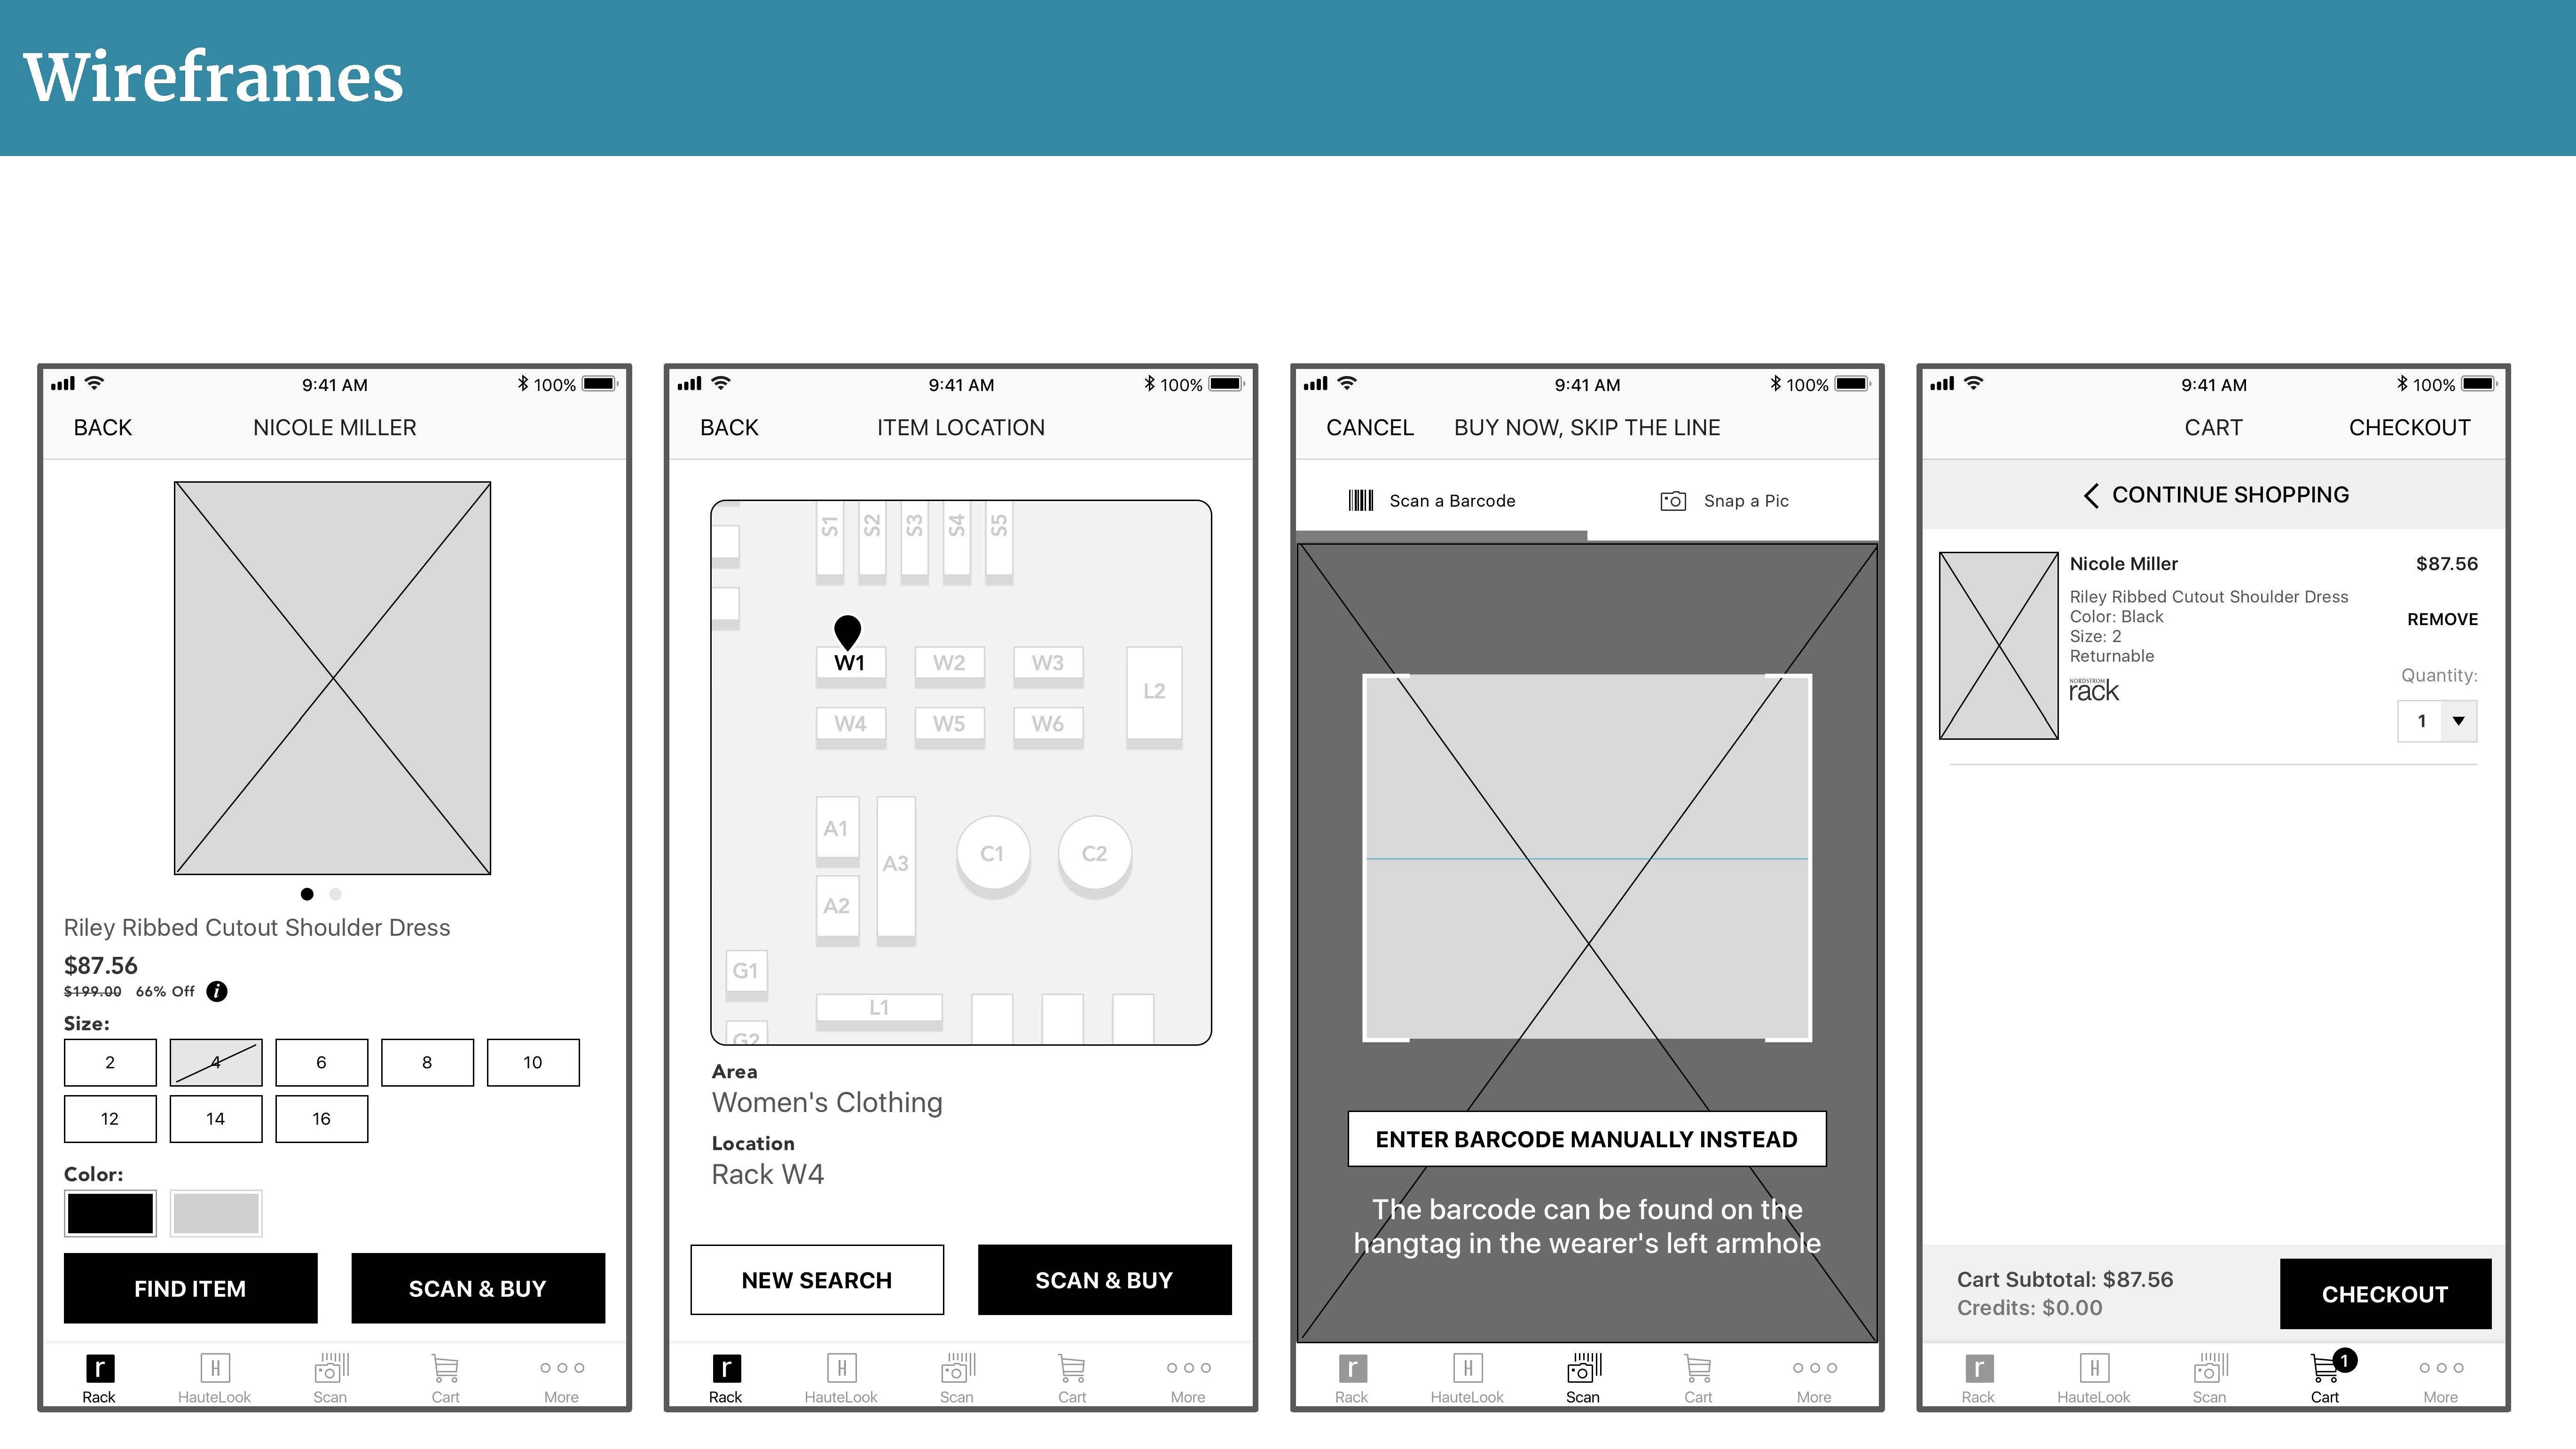 Wireframes
9:41 AM
100%
BACK
NICOLE MILLER
Riley Ribbed Cutout Shoulder Dress
$87.56
$199.00 66% Off i
Size:
2 4 6 8 10
12 14 16
Color:
FIND ITEM
SCAN & BUY
r H
Rack HauteLook Scan Cart More
9:41 AM
100%
BACK
ITEM LOCATION
S1 S2 S3 S4 S5
W1 W2 W3
L2
W4 W5 W6
A1
A3
C1 C2
A2
G1
L1
G2
Area
Women's Clothing
Location
Rack W4
NEW SEARCH
SCAN & BUY
r H
Rack HauteLook Scan Cart More
9:41 AM
100%
CANCEL
BUY NOW, SKIP THE LINE
Scan a Barcode
Snap a Pic
ENTER BARCODE MANUALLY INSTEAD
The barcode can be found on the
hangtag in the wearer's left armhole
r H
Rack HauteLook Scan Cart More
9:41 AM
100%
CART
CHECKOUT
CONTINUE SHOPPING
Nicole Miller
$87.56
Riley Ribbed Cutout Shoulder Dress
Color: Black
REMOVE
Size: 2
Returnable
Quantity:
NORDSTROM
rack
1
Cart Subtotal: $87.56
Credits: $0.00
CHECKOUT
r H 1
Rack HauteLook Scan Cart More